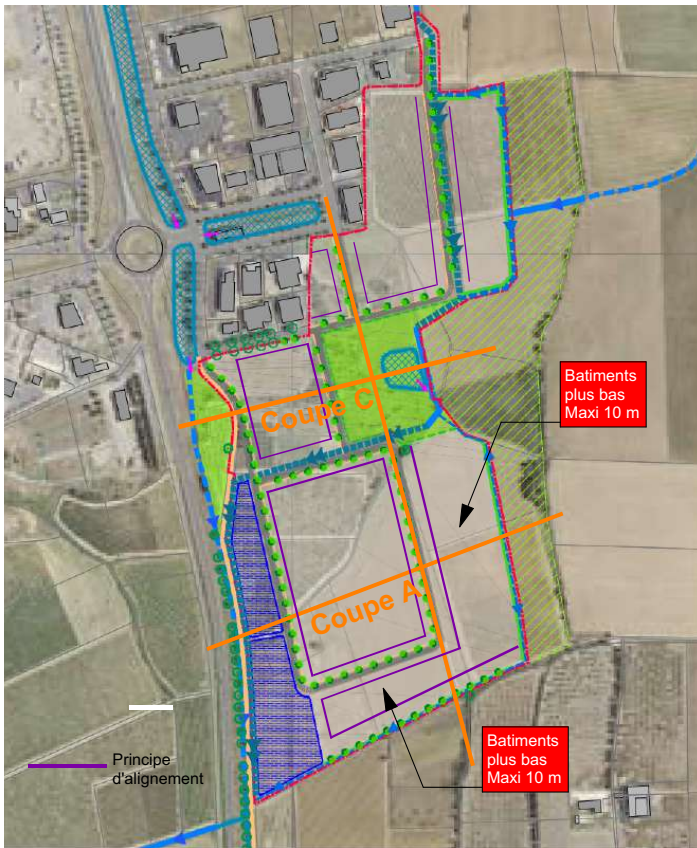 Batiments
plus bas
Maxi 10 m
Coupe C
Coupe A
Batiments
plus bas
Maxi 10 m
Principe
d'alignement